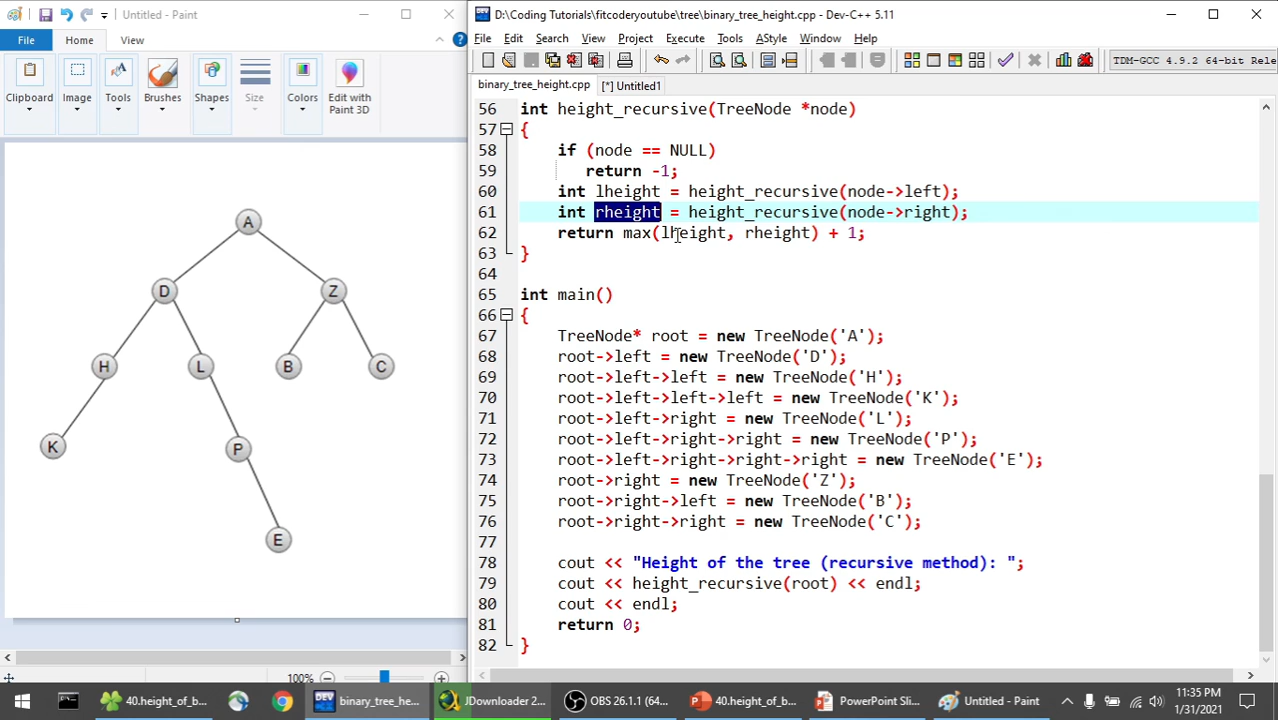 Untitled - Paint
File
Home
View
Clipboard
Image
Tools
Brushes
Shapes
Size
Colors
Edit with
Paint 3D
A
D
Z
H
L
B
C
K
P
E
100%
D:\Coding Tutorials\fitcoderyoutube\tree\binary_tree_height.cpp - Dev-C++ 5.11
File Edit Search View Project Execute Tools AStyle Window Help
TDM-GCC 4.9.2 64-bit Rele
binary_tree_height.cpp [*] Untitled1
56 int height_recursive(TreeNode *node)
57 {
58 if (node == NULL)
59 return -1;
60 int lheight = height_recursive(node->left);
61 int rheight = height_recursive(node->right);
62 return max(lheight, rheight) + 1;
63 }
64
65 int main()
66 {
67 TreeNode* root = new TreeNode('A');
68 root->left = new TreeNode('D');
69 root->left->left = new TreeNode('H');
70 root->left->left->left = new TreeNode('K');
71 root->left->right = new TreeNode('L');
72 root->left->right->right = new TreeNode('P');
73 root->left->right->right->right = new TreeNode('E');
74 root->right = new TreeNode('Z');
75 root->right->left = new TreeNode('B');
76 root->right->right = new TreeNode('C');
77
78 cout << "Height of the tree (recursive method): ";
79 cout << height_recursive(root) << endl;
80 cout << endl;
81 return 0;
82 }
40.height_of_b...
binary_tree_he...
JDownloader 2...
OBS 26.1.1 (64...
40.height_of_b...
PowerPoint Sli...
Untitled - Paint
11:35 PM
1/31/2021